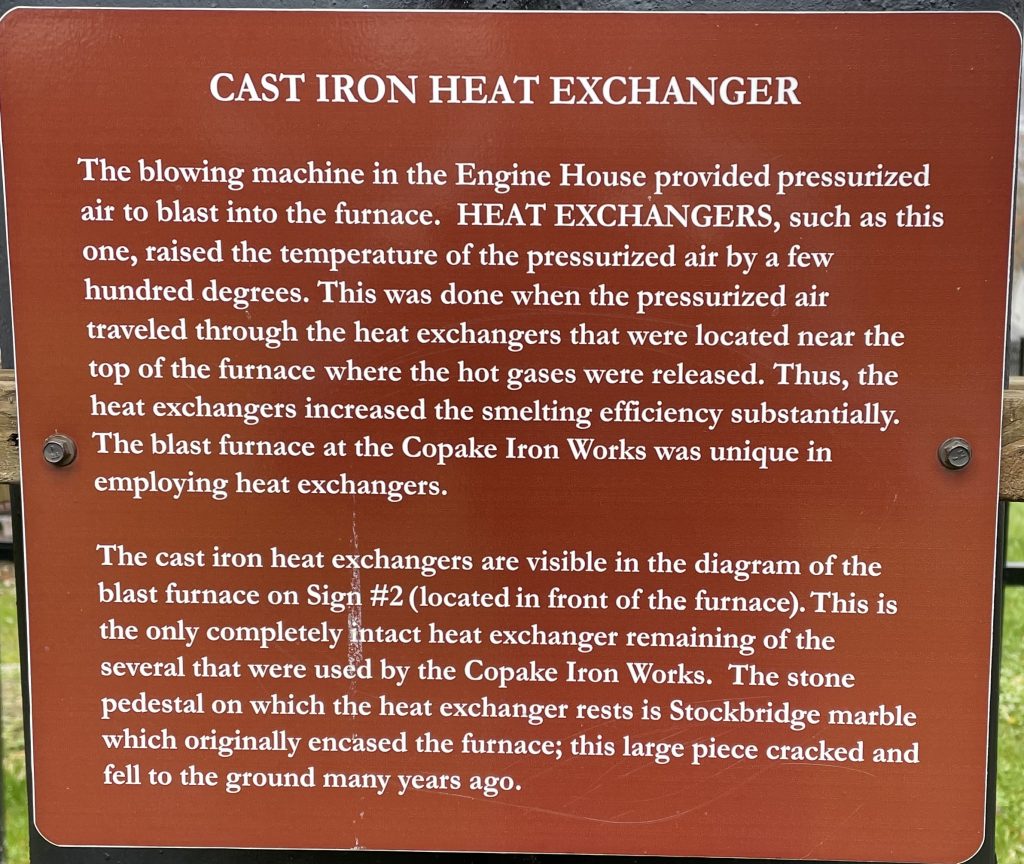 CAST IRON HEAT EXCHANGER
The blowing machine in the Engine House provided pressurized
air to blast into the furnace.  HEAT EXCHANGERS, such as this
one, raised the temperature of the pressurized air by a few
hundred degrees. This was done when the pressurized air
traveled through the heat exchangers that were located near the
top of the furnace where the hot gases were released. Thus, the
heat exchangers increased the smelting efficiency substantially.
The blast furnace at the Copake Iron Works was unique in
employing heat exchangers.
The cast iron heat exchangers are visible in the diagram of the
blast furnace on Sign #2 (located in front of the furnace). This is
the only completely intact heat exchanger remaining of the
several that were used by the Copake Iron Works.  The stone
pedestal on which the heat exchanger rests is Stockbridge marble
which originally encased the furnace; this large piece cracked and
fell to the ground many years ago.